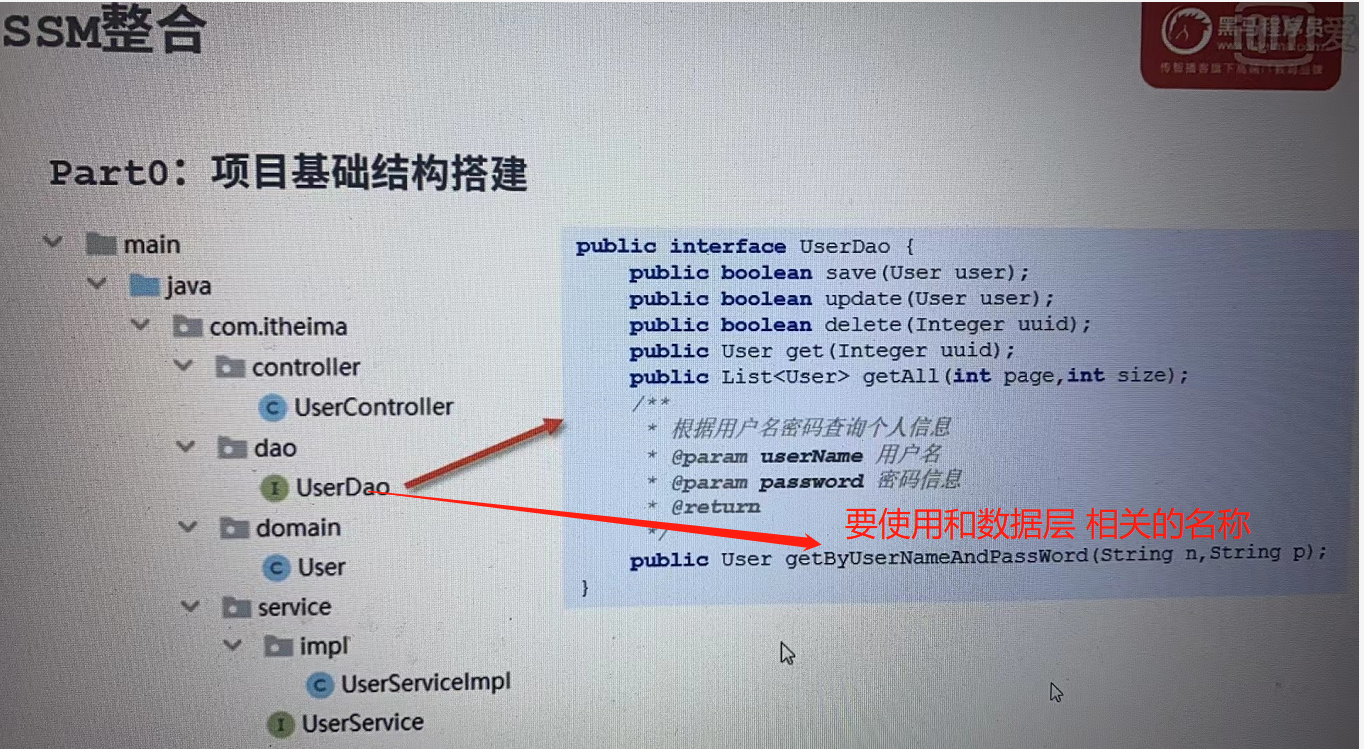 SSM整合
黑马程序员
传智播客旗下高端IT教育品牌
Part0：项目基础结构搭建
main
java
com.itheima
controller
UserController
dao
UserDao
domain
User
service
impl
UserServiceImpl
UserService
public interface UserDao {
public boolean save(User user);
public boolean update(User user);
public boolean delete(Integer uuid);
public User get(Integer uuid);
public List<User> getAll(int page,int size);
/**
* 根据用户名密码查询个人信息
* @param userName 用户名
* @param password 密码信息
* @return
*/
要使用和数据层 相关的名称
public User getByUserNameAndPassWord(String n,String p);
}